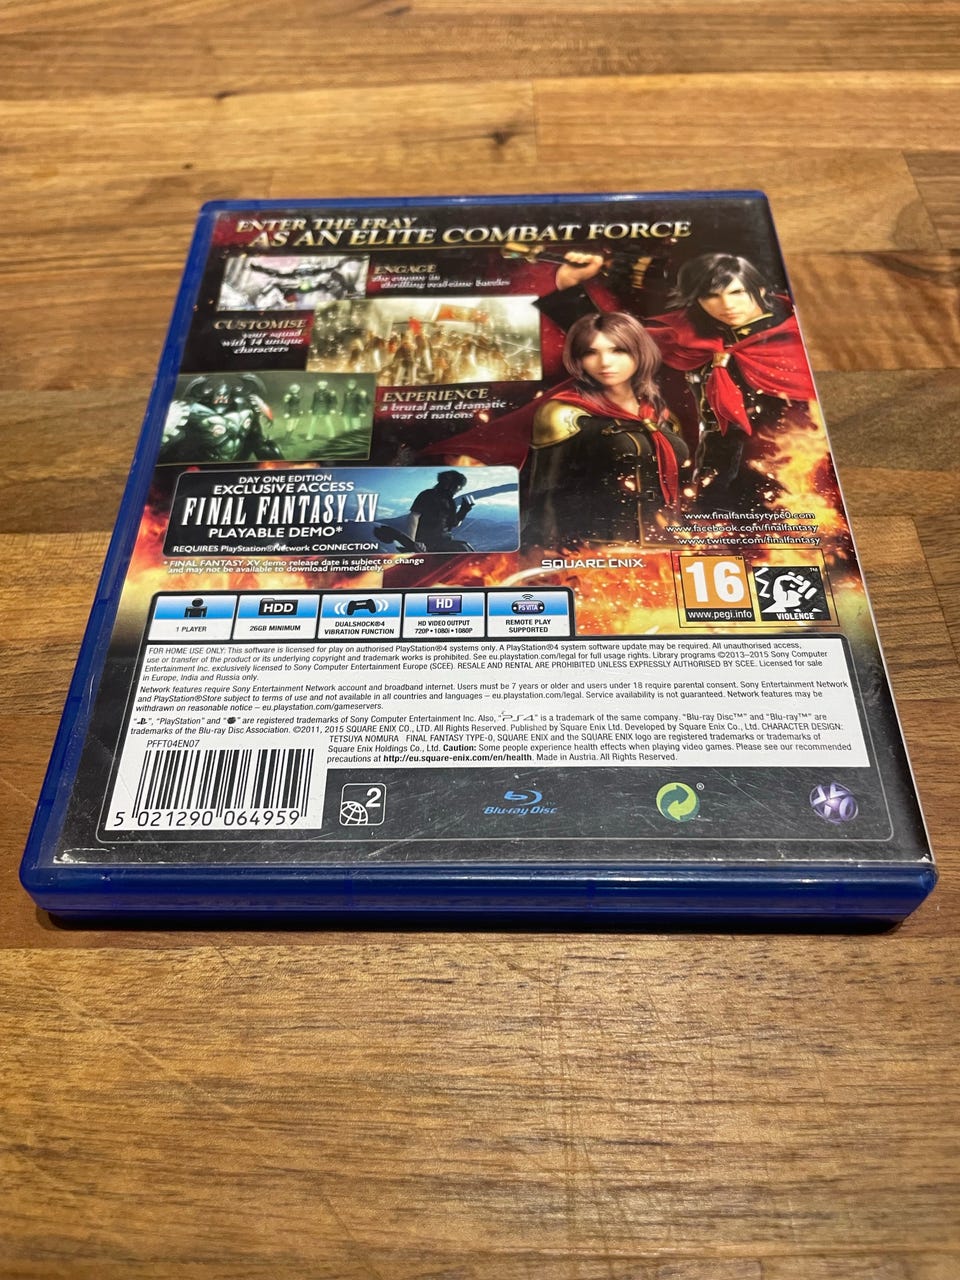 ENTER THE FRAY
AS AN ELITE COMBAT FORCE
ENGAGE
the enemy in
thrilling real-time battles
CUSTOMISE
your squad
with 14 unique
characters
EXPERIENCE
a brutal and dramatic
war of nations
DAY ONE EDITION
EXCLUSIVE ACCESS
FINAL FANTASY XV
PLAYABLE DEMO*
REQUIRES PlayStation®Network CONNECTION
* FINAL FANTASY XV demo release date is subject to change
and may not be available to download immediately.
www.finalfantasytype0.com
www.facebook.com/finalfantasy
www.twitter.com/finalfantasy
SQUARE ENIX
16
www.pegi.info
VIOLENCE
1 PLAYER
HDD
26GB MINIMUM
DUALSHOCK®4
VIBRATION FUNCTION
HD
HD VIDEO OUTPUT
720P•1080i•1080P
PS VITA
REMOTE PLAY
SUPPORTED
FOR HOME USE ONLY: This software is licensed for play on authorised PlayStation®4 systems only. A PlayStation®4 system software update may be required. All unauthorised access,
use or transfer of the product or its underlying copyright and trademark works is prohibited. See eu.playstation.com/legal for full usage rights. Library programs ©2013–2015 Sony Computer
Entertainment Inc. exclusively licensed to Sony Computer Entertainment Europe (SCEE). RESALE AND RENTAL ARE PROHIBITED UNLESS EXPRESSLY AUTHORISED BY SCEE. Licensed for sale
in Europe, India and Russia only.
Network features require Sony Entertainment Network account and broadband internet. Users must be 7 years or older and users under 18 require parental consent. Sony Entertainment Network
and PlayStation®Store subject to terms of use and not available in all countries and languages – eu.playstation.com/legal. Service availability is not guaranteed. Network features may be
withdrawn on reasonable notice – eu.playstation.com/gameservers.
" ", "PlayStation" and " " are registered trademarks of Sony Computer Entertainment Inc. Also, "PS4" is a trademark of the same company. "Blu-ray Disc™" and "Blu-ray™" are
trademarks of the Blu-ray Disc Association. ©2011, 2015 SQUARE ENIX CO., LTD. All Rights Reserved. Published by Square Enix Ltd. Developed by Square Enix Co., Ltd. CHARACTER DESIGN:
TETSUYA NOMURA FINAL FANTASY TYPE-0, SQUARE ENIX and the SQUARE ENIX logo are registered trademarks or trademarks of
Square Enix Holdings Co., Ltd. Caution: Some people experience health effects when playing video games. Please see our recommended
precautions at http://eu.square-enix.com/en/health. Made in Austria. All Rights Reserved.
PFFT04EN07
5 021290 064959
2
Blu-ray Disc